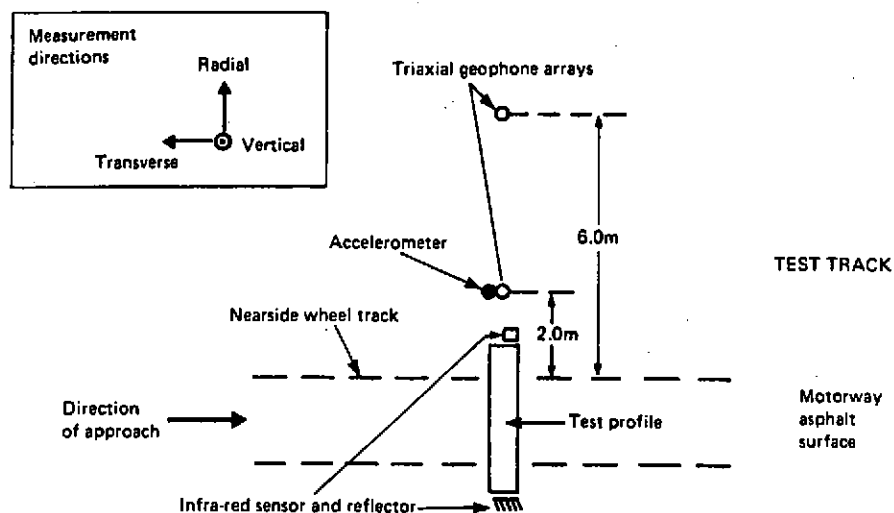 Measurement
directions
Radial
Transverse
Vertical
Triaxial geophone arrays
6.0m
Accelerometer
TEST TRACK
Nearside wheel track
2.0m
Direction
of approach
Test profile
Motorway
asphalt
surface
Infra-red sensor and reflector